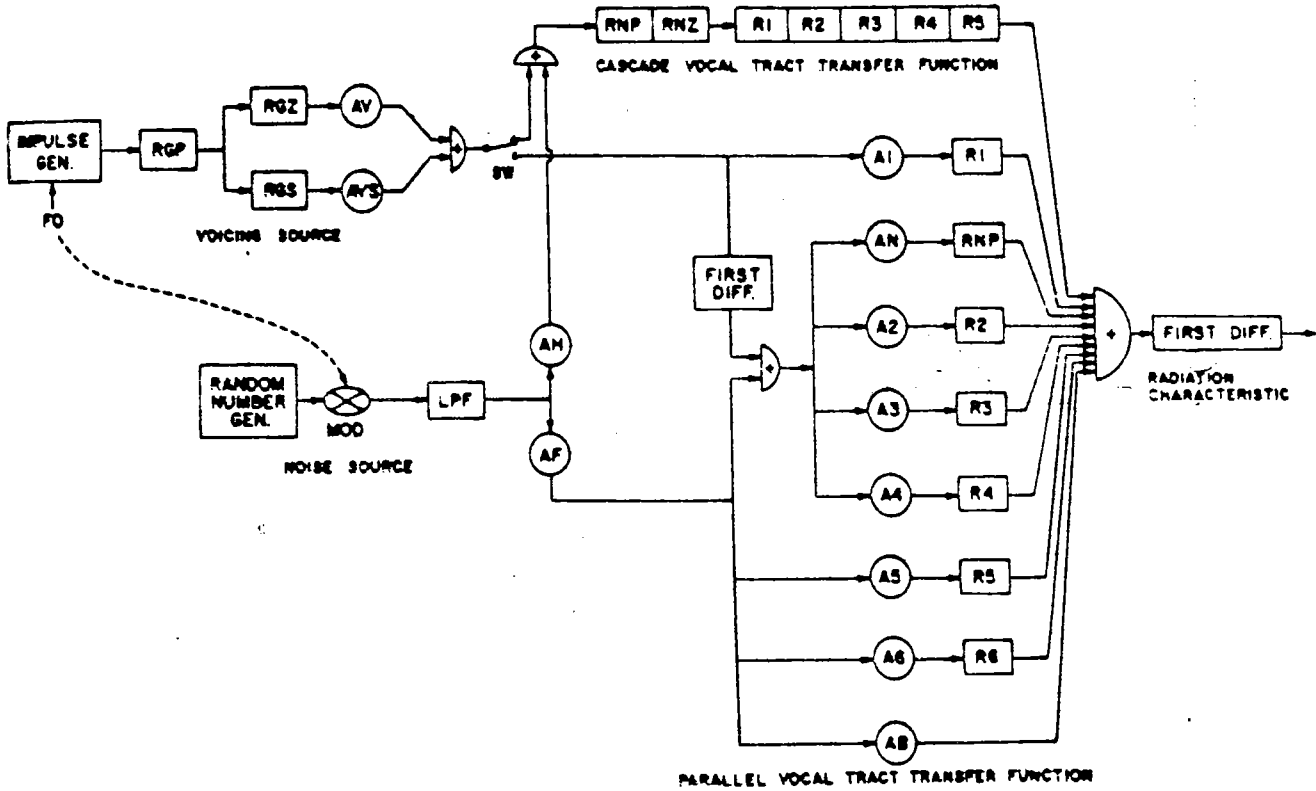 RNP RNZ R1 R2 R3 R4 R5
CASCADE VOCAL TRACT TRANSFER FUNCTION
+
RGZ AV
IMPULSE
GEN.
RGP
+
SW
RGS AVS
F0
VOICING SOURCE
A1 R1
AN RNP
FIRST
DIFF.
A2 R2
+
FIRST DIFF.
RADIATION
CHARACTERISTIC
AH
+
RANDOM
NUMBER
GEN.
MOD
LPF
A3 R3
NOISE SOURCE
AF
A4 R4
A5 R5
A6 R6
AB
PARALLEL VOCAL TRACT TRANSFER FUNCTION